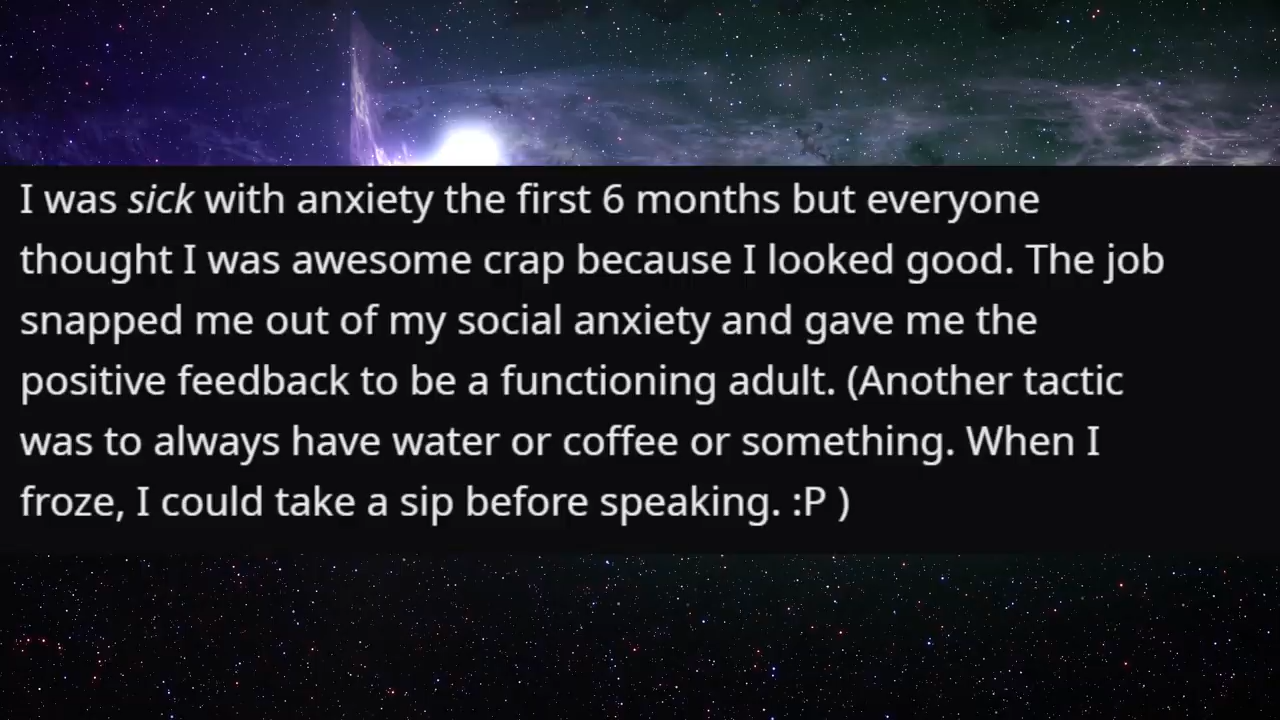 I was sick with anxiety the first 6 months but everyone
thought I was awesome crap because I looked good. The job
snapped me out of my social anxiety and gave me the
positive feedback to be a functioning adult. (Another tactic
was to always have water or coffee or something. When I
froze, I could take a sip before speaking. :P )